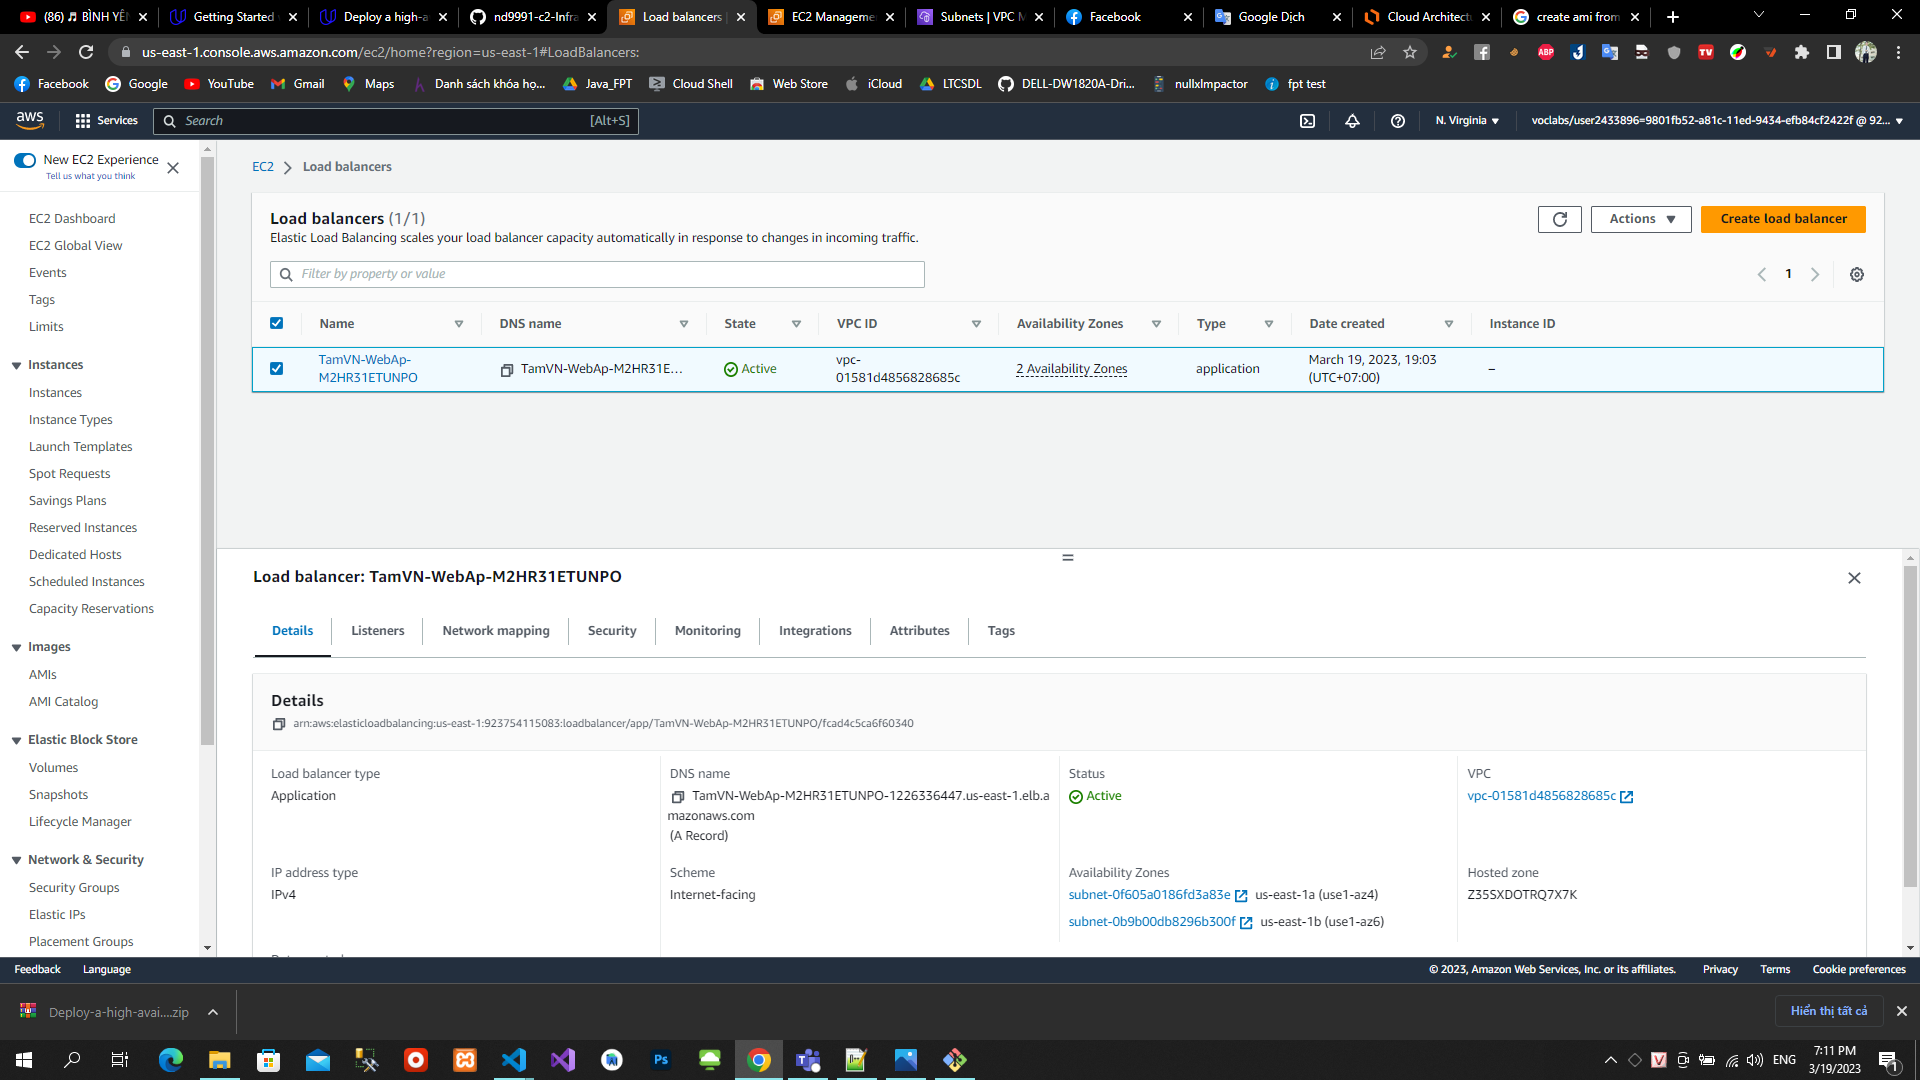 (86) ♬ BÌNH YÊN
Getting Started
Deploy a high-a
nd9991-c2-Infra
Load balancers
EC2 Manageme
Subnets | VPC M
Facebook
Google Dịch
Cloud Architect
create ami from
us-east-1.console.aws.amazon.com/ec2/home?region=us-east-1#LoadBalancers:
Facebook
Google
YouTube
Gmail
Maps
Danh sách khóa họ...
Java_FPT
Cloud Shell
Web Store
iCloud
LTCSDL
DELL-DW1820A-Dri...
nullxImpactor
fpt test
aws
Services
Search
[Alt+S]
N. Virginia
voclabs/user2433896=9801fb52-a81c-11ed-9434-efb84cf2422f @ 92...
New EC2 Experience
Tell us what you think
EC2 Dashboard
EC2 Global View
Events
Tags
Limits
Instances
Instances
Instance Types
Launch Templates
Spot Requests
Savings Plans
Reserved Instances
Dedicated Hosts
Scheduled Instances
Capacity Reservations
Images
AMIs
AMI Catalog
Elastic Block Store
Volumes
Snapshots
Lifecycle Manager
Network & Security
Security Groups
Elastic IPs
Placement Groups
EC2
Load balancers
Load balancers (1/1)
Elastic Load Balancing scales your load balancer capacity automatically in response to changes in incoming traffic.
Actions
Create load balancer
Filter by property or value
1
Name
DNS name
State
VPC ID
Availability Zones
Type
Date created
Instance ID
TamVN-WebAp-
M2HR31ETUNPO
TamVN-WebAp-M2HR31E...
Active
vpc-
01581d4856828685c
2 Availability Zones
application
March 19, 2023, 19:03
(UTC+07:00)
–
Load balancer: TamVN-WebAp-M2HR31ETUNPO
Details
Listeners
Network mapping
Security
Monitoring
Integrations
Attributes
Tags
Details
arn:aws:elasticloadbalancing:us-east-1:923754115083:loadbalancer/app/TamVN-WebAp-M2HR31ETUNPO/fcad4c5ca6f60340
Load balancer type
Application
DNS name
TamVN-WebAp-M2HR31ETUNPO-1226336447.us-east-1.elb.a
mazonaws.com
(A Record)
Status
Active
VPC
vpc-01581d4856828685c
IP address type
IPv4
Scheme
Internet-facing
Availability Zones
subnet-0f605a0186fd3a83e us-east-1a (use1-az4)
subnet-0b9b00db8296b300f us-east-1b (use1-az6)
Hosted zone
Z35SXDOTRQ7X7K
Feedback
Language
© 2023, Amazon Web Services, Inc. or its affiliates.
Privacy
Terms
Cookie preferences
Deploy-a-high-avai....zip
Hiển thị tất cả
ENG
7:11 PM
3/19/2023
1